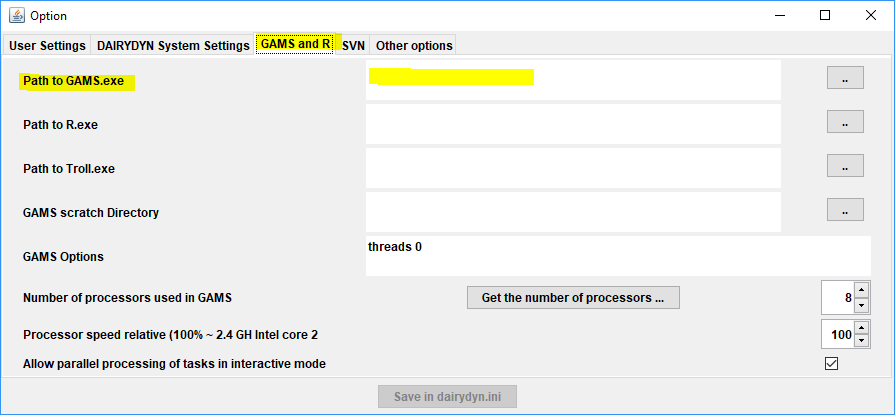 Option
User Settings DAIRYDYN System Settings GAMS and R SVN Other options
Path to GAMS.exe ..
Path to R.exe ..
Path to Troll.exe ..
GAMS scratch Directory ..
GAMS Options threads 0
Number of processors used in GAMS Get the number of processors ... 8
Processor speed relative (100% ~ 2.4 GH Intel core 2 100
Allow parallel processing of tasks in interactive mode
Save in dairydyn.ini